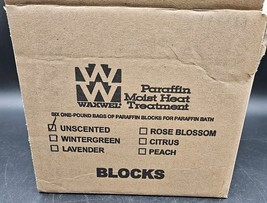 WW
WAXWEL
Paraffin
Moist Heat
Treatment
SIX ONE-POUND BAGS OF PARAFFIN BLOCKS FOR PARAFFIN BATH
UNSCENTED
ROSE BLOSSOM
WINTERGREEN
CITRUS
LAVENDER
PEACH
BLOCKS